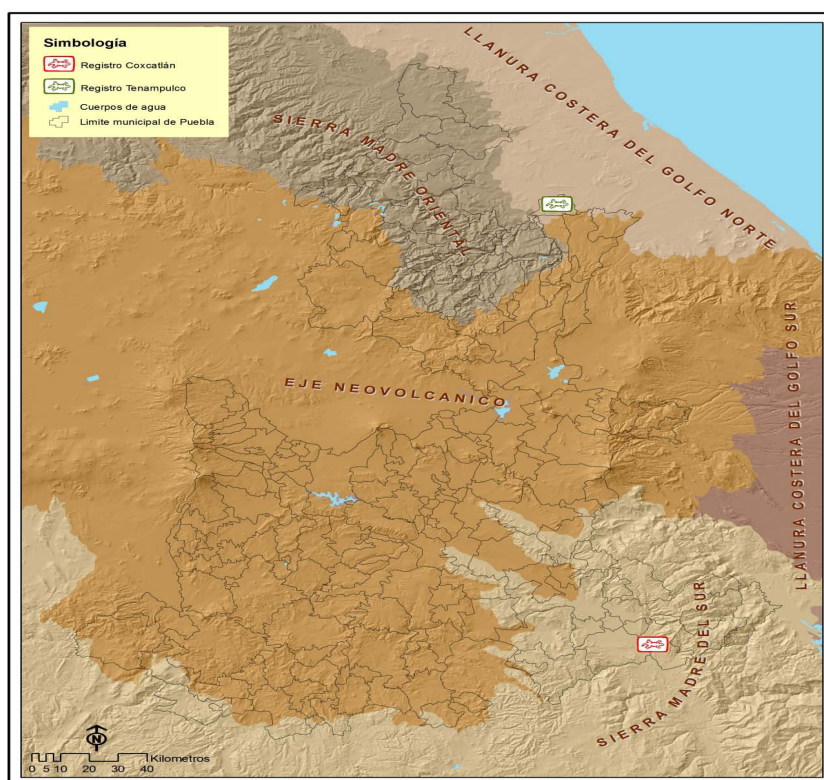 Simbología
Registro Coxcatlán
Registro Tenampulco
Cuerpos de agua
Limite municipal de Puebla
LLANURA COSTERA DEL GOLFO NORTE
SIERRA MADRE ORIENTAL
EJE NEOVOLCANICO
LLANURA COSTERA DEL GOLFO SUR
SIERRA MADRE DEL SUR
N
Kilometros
0 5 10 20 30 40